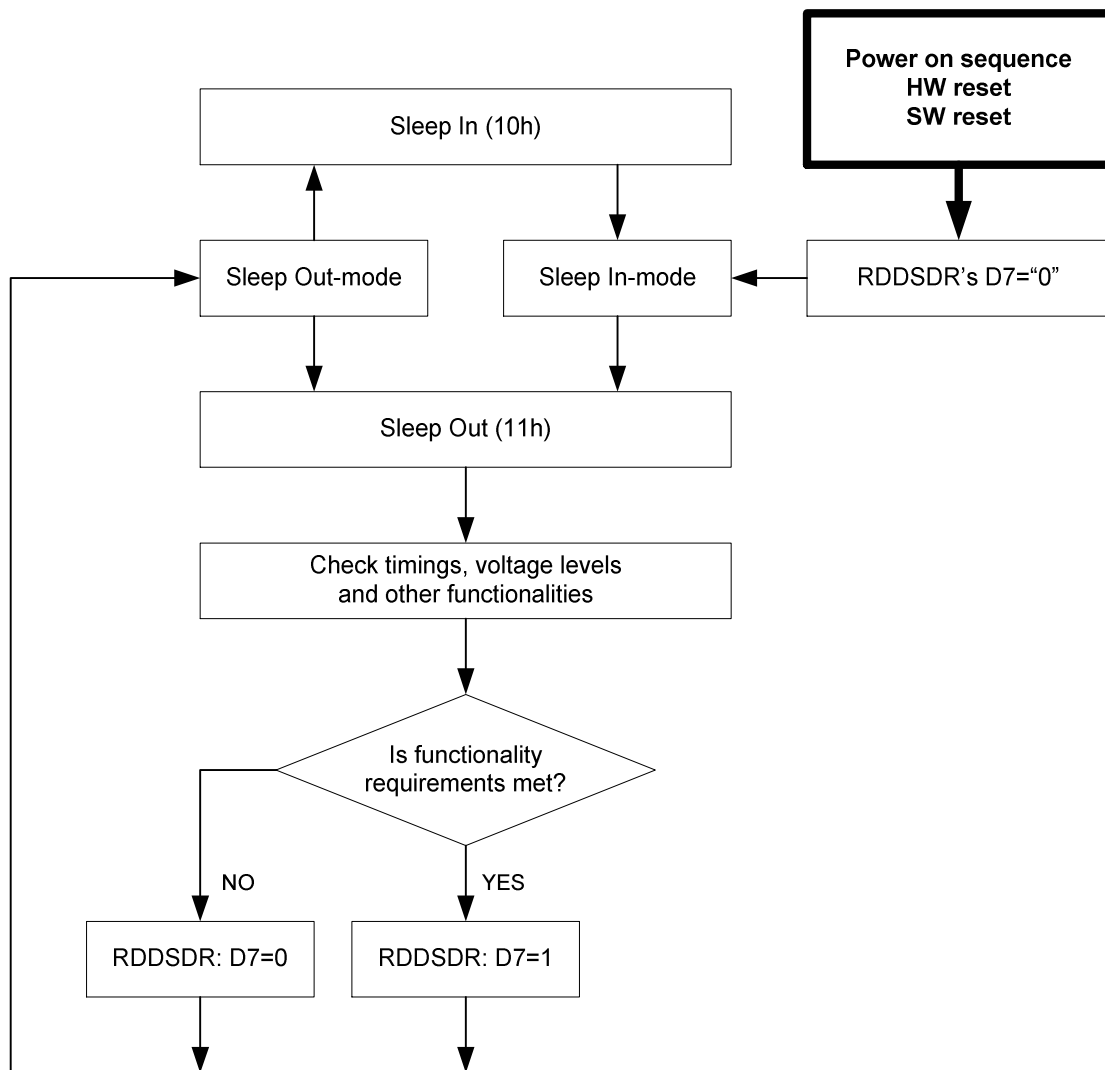 Power on sequence
HW reset
SW reset
Sleep In (10h)
Sleep Out-mode
Sleep In-mode
RDDSDR’s D7=“0”
Sleep Out (11h)
Check timings, voltage levels
and other functionalities
Is functionality
requirements met?
NO
YES
RDDSDR: D7=0
RDDSDR: D7=1